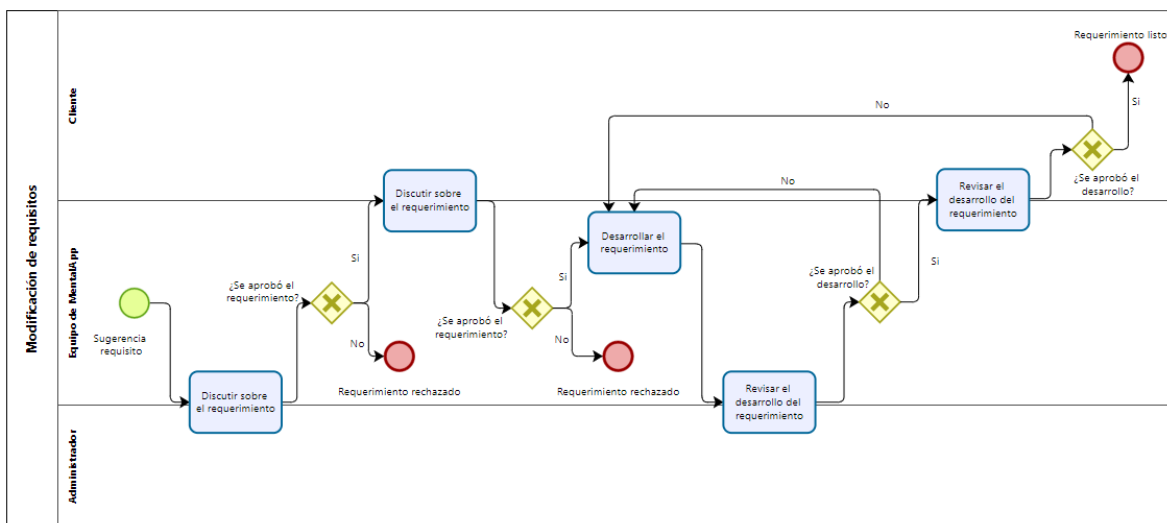 Modificación de requisitos
Cliente
Requerimiento listo
No
Si
¿Se aprobó el
desarrollo?
Discutir sobre
el requerimiento
No
Revisar el
desarrollo del
requerimiento
Equipo de MentalApp
Sugerencia
requisito
¿Se aprobó el
requerimiento?
Si
No
Requerimiento rechazado
¿Se aprobó el
requerimiento?
Si
No
Requerimiento rechazado
Desarrollar el
requerimiento
¿Se aprobó el
desarrollo?
Si
Discutir sobre
el requerimiento
Revisar el
desarrollo del
requerimiento
Administrador